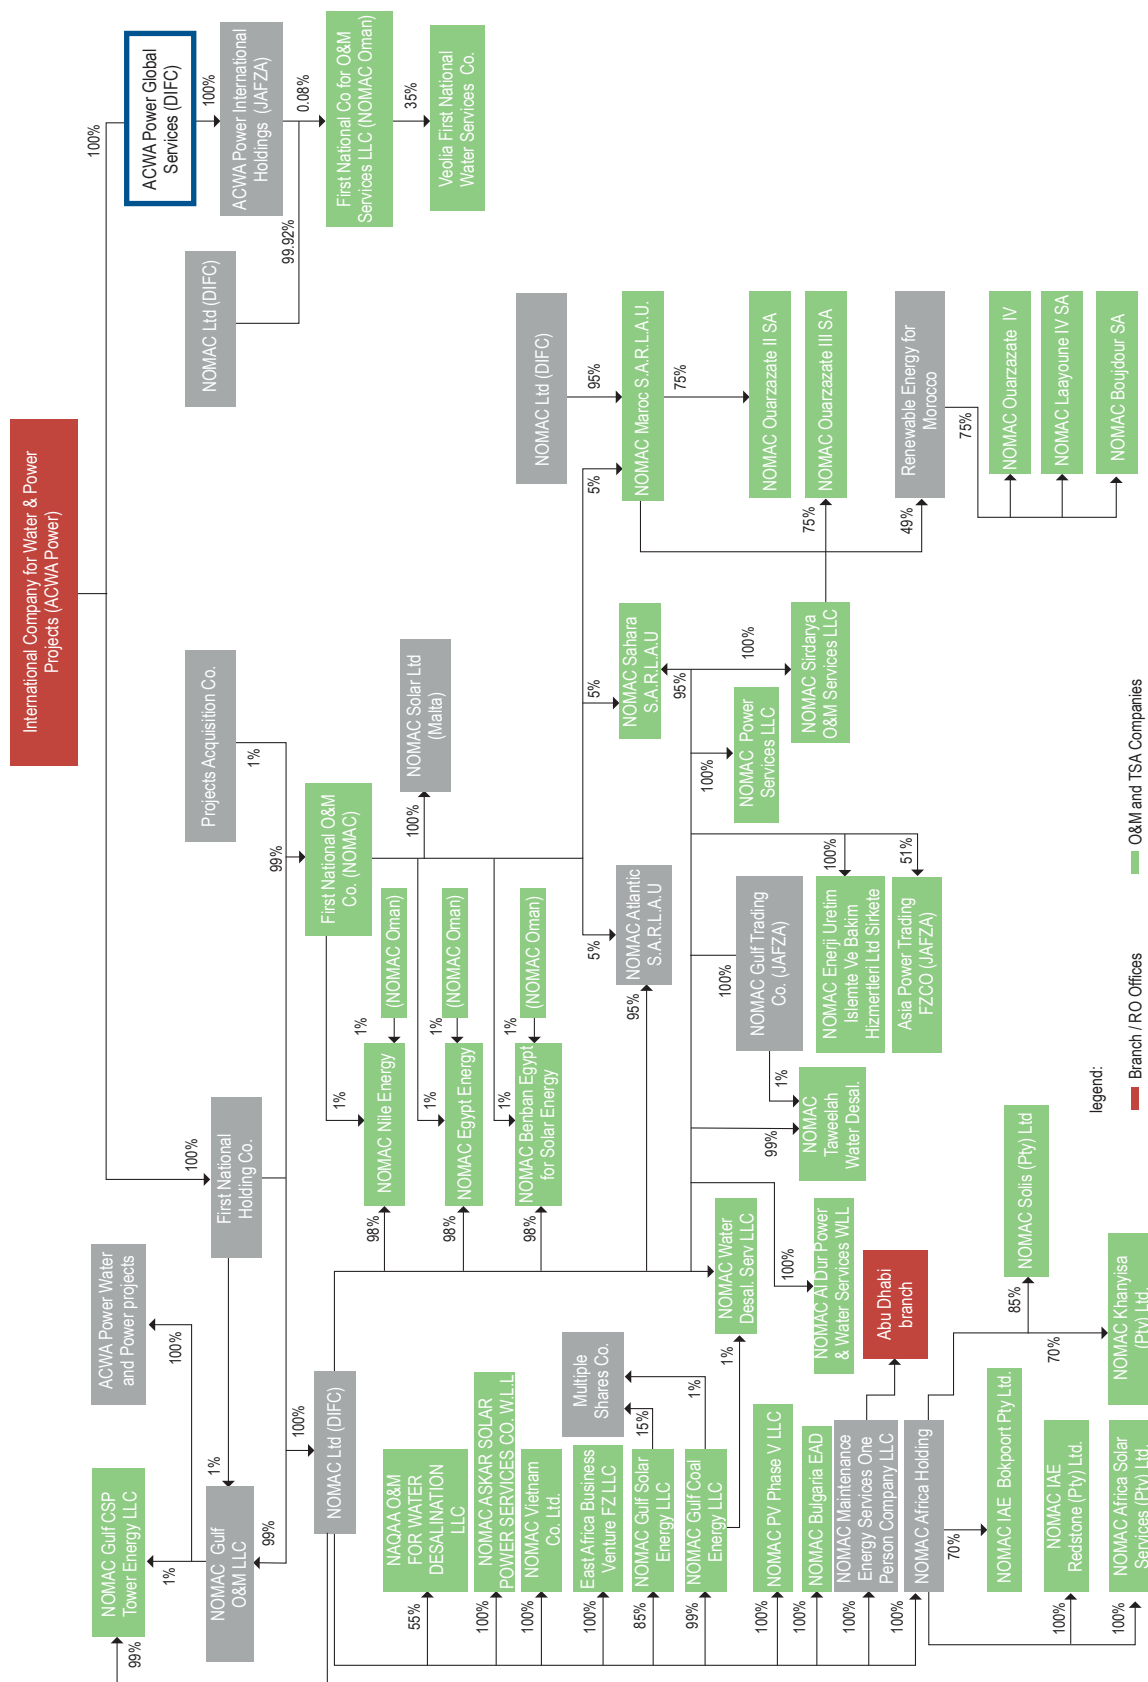 International Company for Water & Power
Projects (ACWA Power)
100%
100%
ACWA Power Global
Services (DIFC)
100%
ACWA Power International
Holdings (JAFZA)
NOMAC Ltd (DIFC)
99.92%
0.08%
First National Co for O&M
Services LLC (NOMAC Oman)
35%
Veolia First National
Water Services Co.
First National
Holding Co.
Projects Acquisition Co.
1%
99%
First National O&M
Co. (NOMAC)
100%
NOMAC Solar Ltd
(Malta)
ACWA Power Water
and Power projects
100%
NOMAC Gulf CSP
Tower Energy LLC
99%
1%
1%
NOMAC Gulf
O&M LLC
99%
100%
NOMAC Ltd (DIFC)
1%
1%
(NOMAC Oman)
NOMAC Nile Energy
98%
1%
1%
(NOMAC Oman)
NOMAC Egypt Energy
98%
1%
1%
(NOMAC Oman)
NOMAC Benban Egypt
for Solar Energy
98%
5%
95%
NOMAC Atlantic
S.A.R.L.A.U
5%
95%
NOMAC Sahara
S.A.R.L.A.U
NOMAC Ltd (DIFC)
95%
5%
NOMAC Maroc S.A.R.L.A.U.
75%
NOMAC Ouarzazate II SA
75%
NOMAC Ouarzazate III SA
49%
Renewable Energy for
Morocco
75%
NOMAC Ouarzazate IV
NOMAC Laayoune IV SA
NOMAC Boujdour SA
100%
NOMAC Sirdarya
O&M Services LLC
100%
NOMAC Power
Services LLC
100%
NOMAC Gulf Trading
Co. (JAFZA)
1%
99%
NOMAC
Taweelah
Water Desal.
100%
NOMAC Enerji Uretim
Islemte Ve Bakim
Hizmertleri Ltd Sirkete
51%
Asia Power Trading
FZCO (JAFZA)
NOMAC Water
Desal. Serv LLC
1%
100%
NOMAC Al Dur Power
& Water Services WLL
55%
NAQAA O&M
FOR WATER
DESALINATION
LLC
100%
NOMAC ASKAR SOLAR
POWER SERVICES CO. W.L.L
100%
NOMAC Vietnam
Co. Ltd.
100%
East Africa Business
Venture FZ LLC
85%
NOMAC Gulf Solar
Energy LLC
15%
Multiple
Shares Co.
1%
99%
NOMAC Gulf Coal
Energy LLC
100%
NOMAC PV Phase V LLC
100%
NOMAC Bulgaria EAD
100%
NOMAC Maintenance
Energy Services One
Person Company LLC
Abu Dhabi
branch
100%
NOMAC Africa Holding
70%
NOMAC IAE Bokpoort Pty Ltd.
85%
NOMAC Solis (Pty) Ltd
70%
NOMAC Khanyisa
(Pty) Ltd.
100%
NOMAC IAE
Redstone (Pty) Ltd.
100%
NOMAC Africa Solar
Services (Pty) Ltd.
legend:
Branch / RO Offices
O&M and TSA Companies